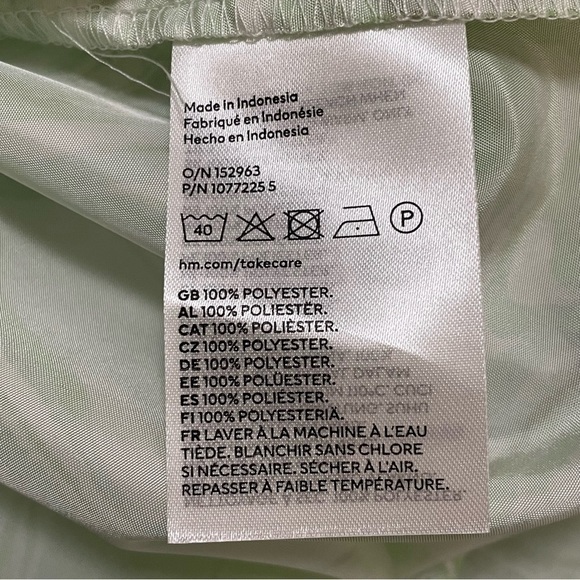 Made in Indonesia
Fabriqué en Indonésie
Hecho en Indonesia
O/N 152963
P/N 1077225 5
40
P
hm.com/takecare
GB 100% POLYESTER.
AL 100% POLIESTËR.
CAT 100% POLIÈSTER.
CZ 100% POLYESTER.
DE 100% POLYESTER.
EE 100% POLÜESTER.
ES 100% POLIÉSTER.
FI 100% POLYESTERIÄ.
FR LAVER À LA MACHINE À L'EAU
TIÈDE. BLANCHIR SANS CHLORE
SI NÉCESSAIRE. SÉCHER À L'AIR.
REPASSER À FAIBLE TEMPÉRATURE.